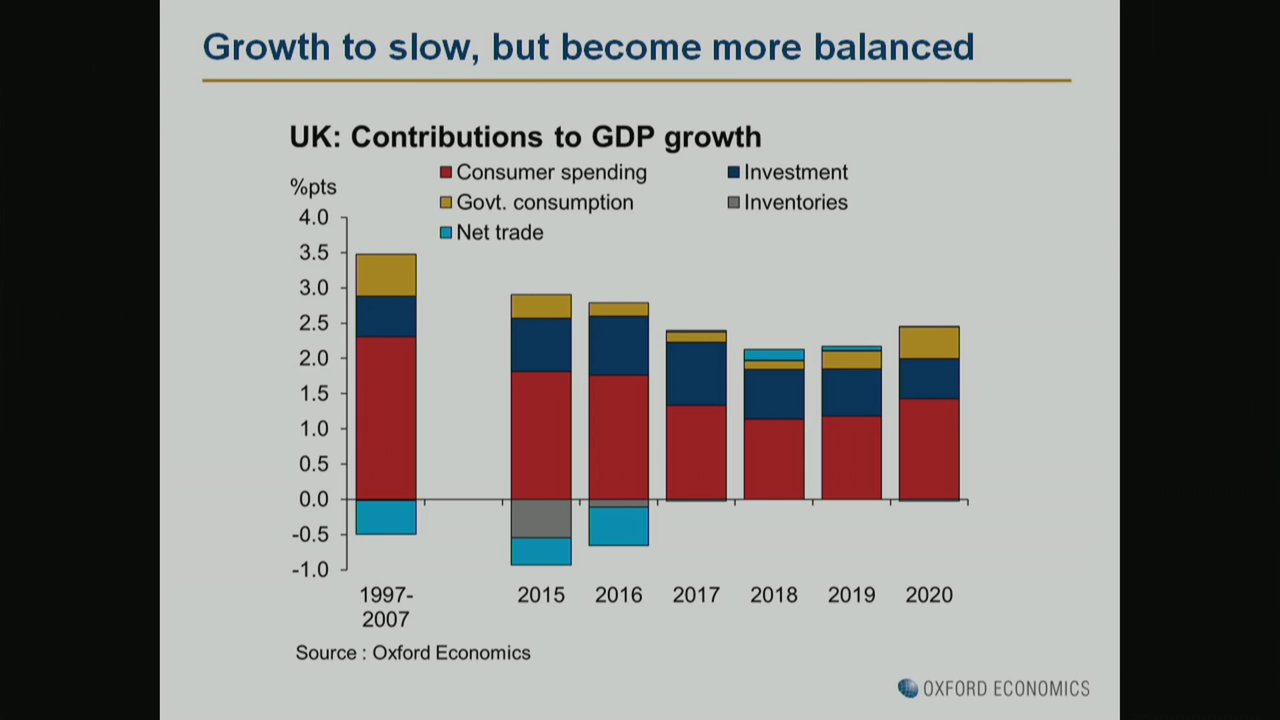 Growth to slow, but become more balanced
UK: Contributions to GDP growth
%pts
Consumer spending
Investment
Govt. consumption
Inventories
Net trade
4.0
3.5
3.0
2.5
2.0
1.5
1.0
0.5
0.0
-0.5
-1.0
1997-
2007
2015
2016
2017
2018
2019
2020
Source : Oxford Economics
OXFORD ECONOMICS